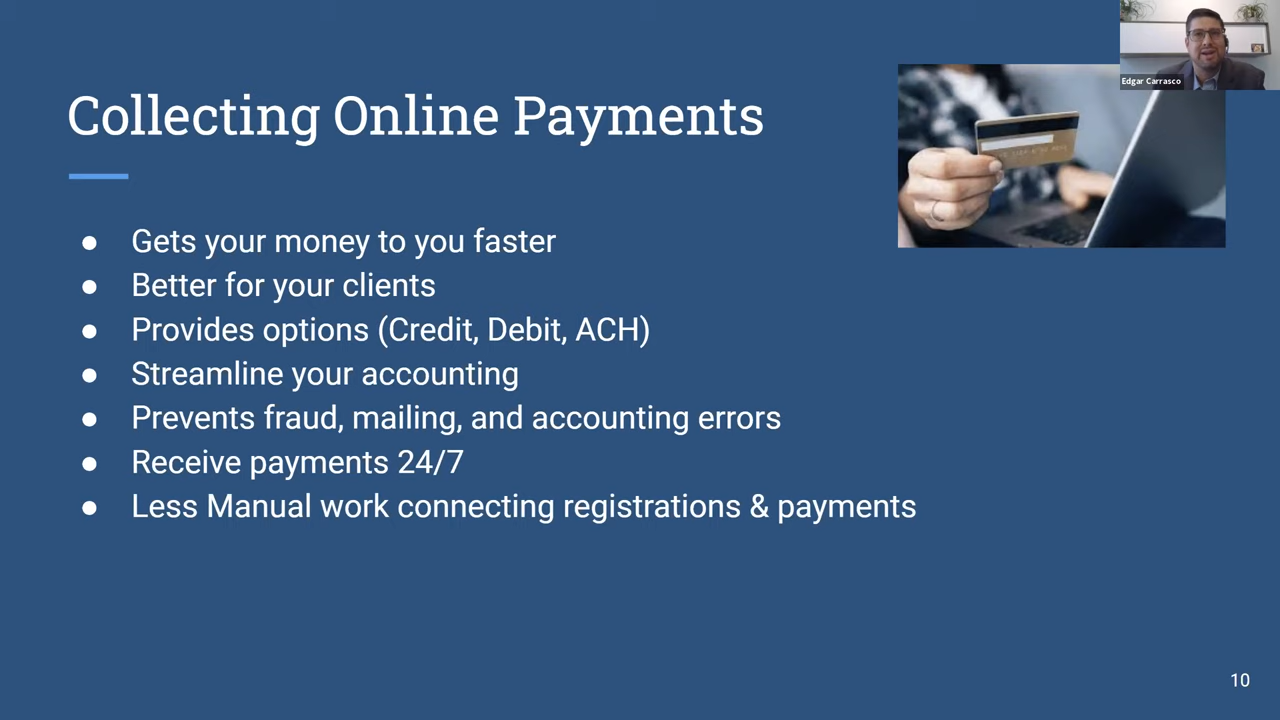 Edgar Carrasco
Collecting Online Payments
● Gets your money to you faster
● Better for your clients
● Provides options (Credit, Debit, ACH)
● Streamline your accounting
● Prevents fraud, mailing, and accounting errors
● Receive payments 24/7
● Less Manual work connecting registrations & payments
10